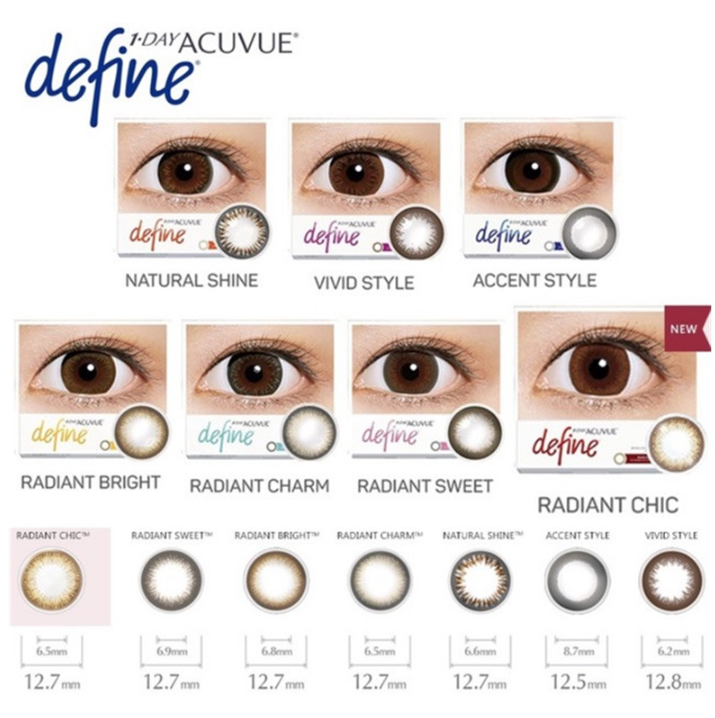 1·DAY ACUVUE®
define®
1·DAY ACUVUE
define
1·DAY ACUVUE
define
1·DAY ACUVUE
define
NATURAL SHINE
VIVID STYLE
ACCENT STYLE
NEW
1·DAY ACUVUE
define
1·DAY ACUVUE
define
1·DAY ACUVUE
define
1·DAY ACUVUE
define
RADIANT BRIGHT
RADIANT CHARM
RADIANT SWEET
RADIANT CHIC
RADIANT CHIC™
RADIANT SWEET™
RADIANT BRIGHT™
RADIANT CHARM™
NATURAL SHINE™
ACCENT STYLE
VIVID STYLE
6.5mm
6.9mm
6.8mm
6.5mm
6.6mm
8.7mm
6.2mm
12.7mm
12.7mm
12.7mm
12.7mm
12.7mm
12.5mm
12.8mm